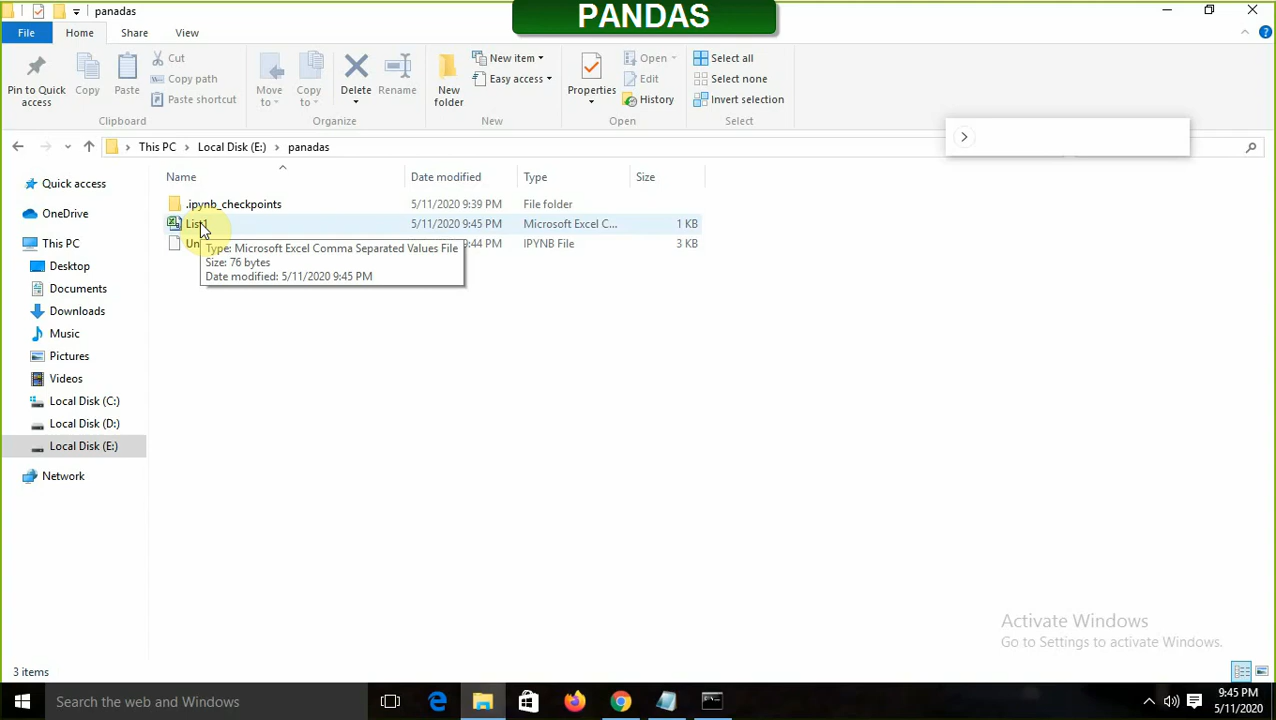 panadas
PANDAS
File Home Share View
Pin to Quick access
Copy
Paste
Cut
Copy path
Paste shortcut
Clipboard
Move to
Copy to
Delete
Rename
Organize
New folder
New item
Easy access
New
Properties
Open
Edit
History
Open
Select all
Select none
Invert selection
Select
This PC Local Disk (E:) panadas
Name Date modified Type Size
.ipynb_checkpoints 5/11/2020 9:39 PM File folder
5/11/2020 9:45 PM Microsoft Excel C... 1 KB
9:44 PM IPYNB File 3 KB
Type: Microsoft Excel Comma Separated Values File
Size: 76 bytes
Date modified: 5/11/2020 9:45 PM
Quick access
OneDrive
This PC
Desktop
Documents
Downloads
Music
Pictures
Videos
Local Disk (C:)
Local Disk (D:)
Local Disk (E:)
Network
Activate Windows
Go to Settings to activate Windows.
3 items
Search the web and Windows
9:45 PM
5/11/2020